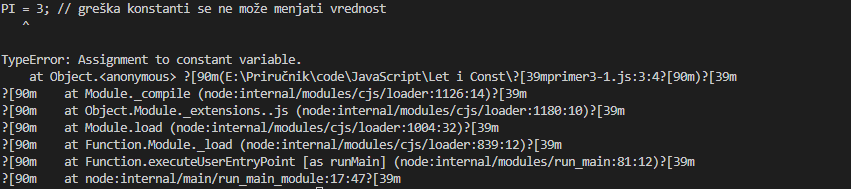 PI = 3; // greška konstanti se ne može menjati vrednost
^
TypeError: Assignment to constant variable.
at Object.<anonymous> ?[90m(E:\Priručnik\code\JavaScript\Let i Const\?[39mprimer3-1.js:3:4?[90m)?[39m
?[90m at Module._compile (node:internal/modules/cjs/loader:1126:14)?[39m
?[90m at Object.Module._extensions..js (node:internal/modules/cjs/loader:1180:10)?[39m
?[90m at Module.load (node:internal/modules/cjs/loader:1004:32)?[39m
?[90m at Function.Module._load (node:internal/modules/cjs/loader:839:12)?[39m
?[90m at Function.executeUserEntryPoint [as runMain] (node:internal/modules/run_main:81:12)?[39m
?[90m at node:internal/main/run_main_module:17:47?[39m